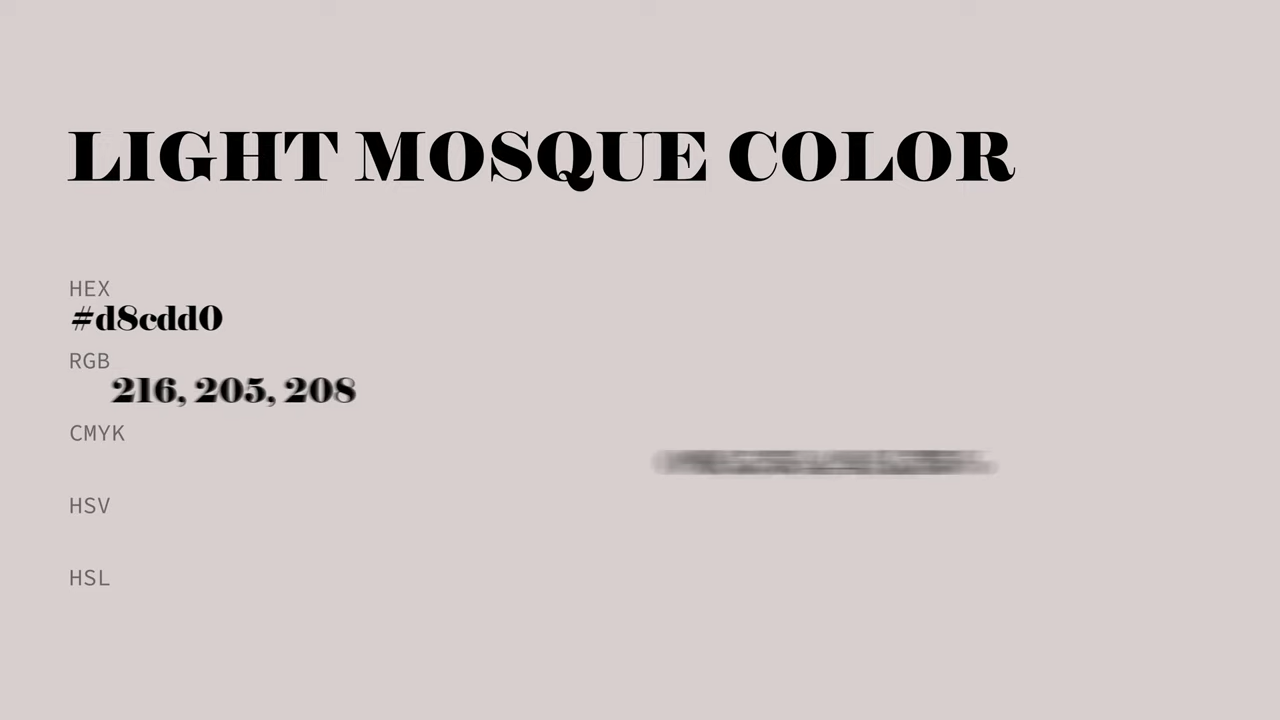 LIGHT MOSQUE COLOR
HEX
#d8cdd0
RGB
216, 205, 208
CMYK
HSV
HSL